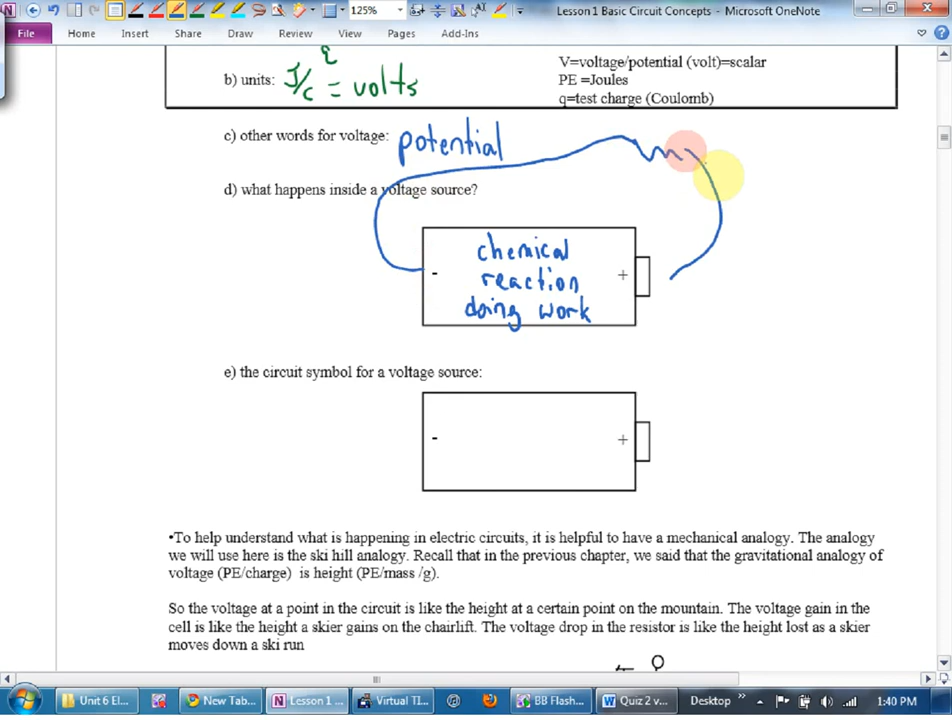 Lesson 1 Basic Circuit Concepts - Microsoft OneNote
125%
File Home Insert Share Draw Review View Pages Add-Ins
q
b) units: J/c = volts
V=voltage/potential (volt)=scalar
PE =Joules
q=test charge (Coulomb)
c) other words for voltage: potential
d) what happens inside a voltage source?
chemical
- reaction +
doing work
e) the circuit symbol for a voltage source:
- +
•To help understand what is happening in electric circuits, it is helpful to have a mechanical analogy. The analogy
we will use here is the ski hill analogy. Recall that in the previous chapter, we said that the gravitational analogy of
voltage (PE/charge) is height (PE/mass /g).
So the voltage at a point in the circuit is like the height at a certain point on the mountain. The voltage gain in the
cell is like the height a skier gains on the chairlift. The voltage drop in the resistor is like the height lost as a skier
moves down a ski run
Unit 6 El... New Tab... Lesson 1 ... Virtual TI... BB Flash... Quiz 2 v... Desktop » 1:40 PM